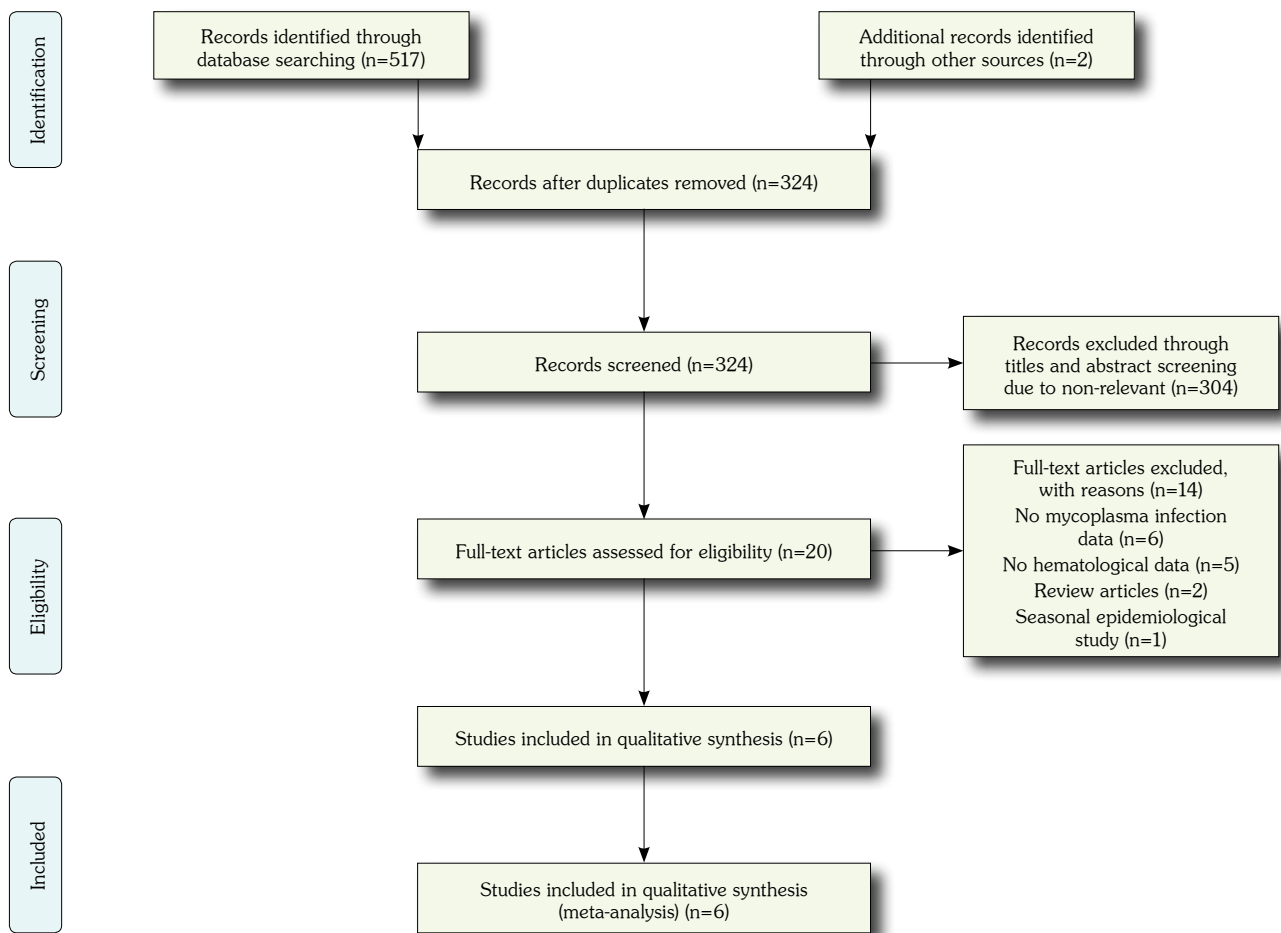 Identification
Records identified through
database searching (n=517)
Additional records identified
through other sources (n=2)
Records after duplicates removed (n=324)
Screening
Records screened (n=324)
Records excluded through
titles and abstract screening
due to non-relevant (n=304)
Eligibility
Full-text articles assessed for eligibility (n=20)
Full-text articles excluded,
with reasons (n=14)
No mycoplasma infection
data (n=6)
No hematological data (n=5)
Review articles (n=2)
Seasonal epidemiological
study (n=1)
Studies included in qualitative synthesis (n=6)
Included
Studies included in qualitative synthesis
(meta-analysis) (n=6)